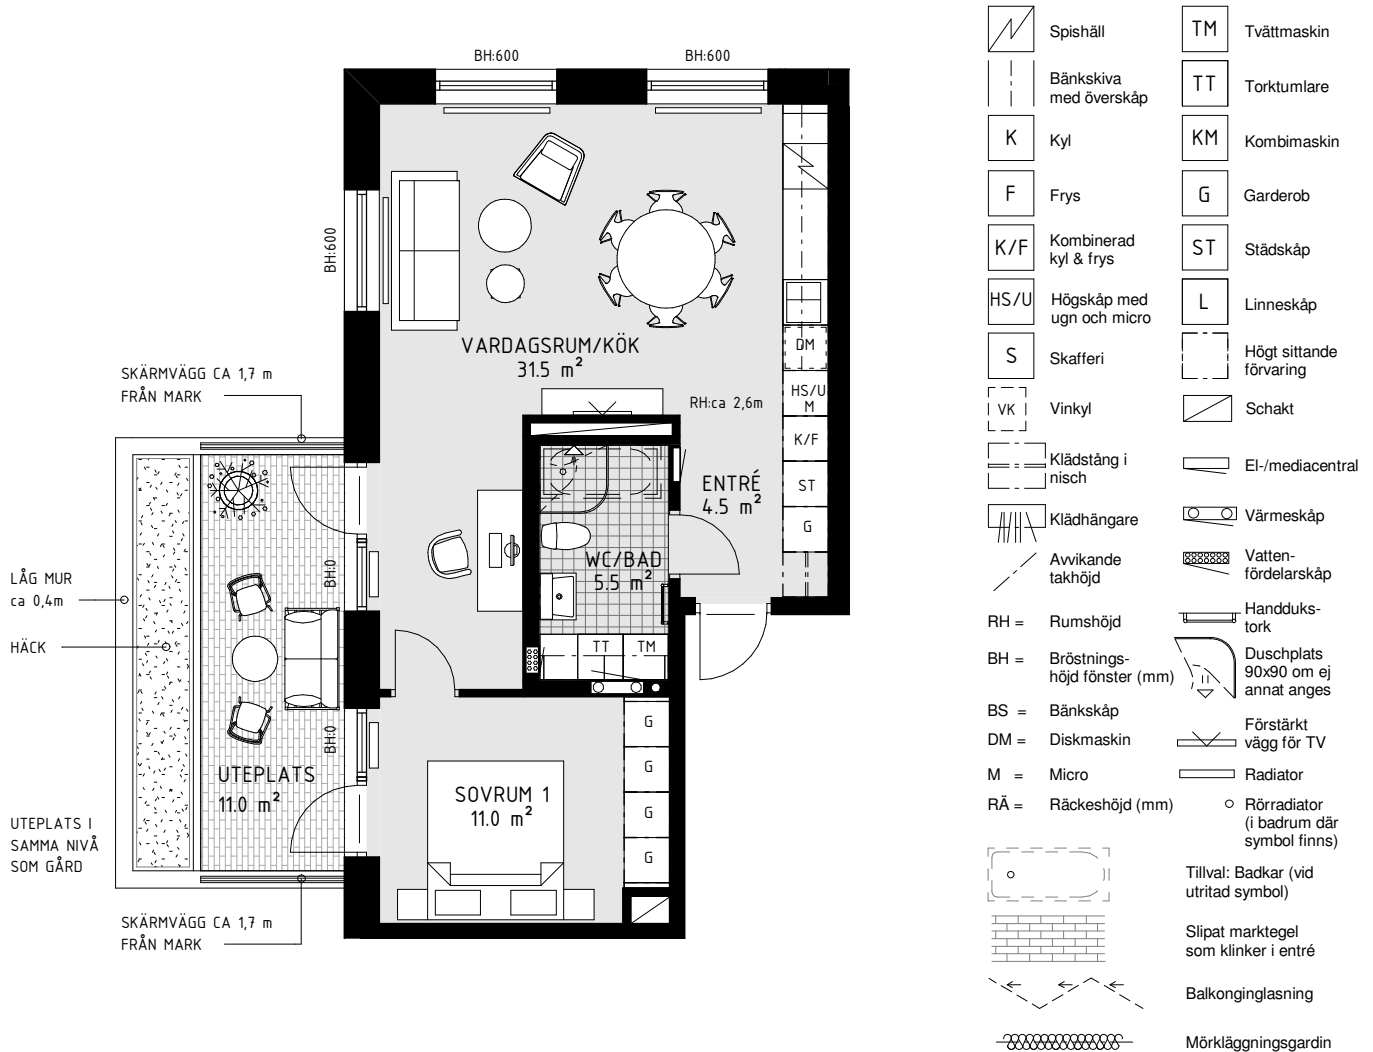 BH:600
BH:600
BH:600
VARDAGSRUM/KÖK
31.5 m²
RH:ca 2,6m
DM
HS/U
M
K/F
ST
G
ENTRÉ
4.5 m²
WC/BAD
5.5 m²
TT
TM
SKÄRMVÄGG CA 1,7 m
FRÅN MARK
LÅG MUR
ca 0,4m
HÄCK
BH:0
BH:0
UTEPLATS
11.0 m²
UTEPLATS I
SAMMA NIVÅ
SOM GÅRD
SOVRUM 1
11.0 m²
G
G
G
G
SKÄRMVÄGG CA 1,7 m
FRÅN MARK
Spishäll
Bänkskiva
med överskåp
K Kyl
F Frys
K/F Kombinerad
kyl & frys
HS/U Högskåp med
ugn och micro
S Skafferi
VK Vinkyl
Klädstång i
nisch
Klädhängare
Avvikande
takhöjd
RH = Rumshöjd
BH = Bröstnings-
höjd fönster (mm)
BS = Bänkskåp
DM = Diskmaskin
M = Micro
RÄ = Räckeshöjd (mm)
TM Tvättmaskin
TT Torktumlare
KM Kombimaskin
G Garderob
ST Städskåp
L Linneskåp
Högt sittande
förvaring
Schakt
El-/mediacentral
Värmeskåp
Vatten-
fördelarskåp
Handduks-
tork
Duschplats
90x90 om ej
annat anges
Förstärkt
vägg för TV
Radiator
Rörradiator
(i badrum där
symbol finns)
Tillval: Badkar (vid
utritad symbol)
Slipat marktegel
som klinker i entré
Balkonginglasning
Mörkläggningsgardin